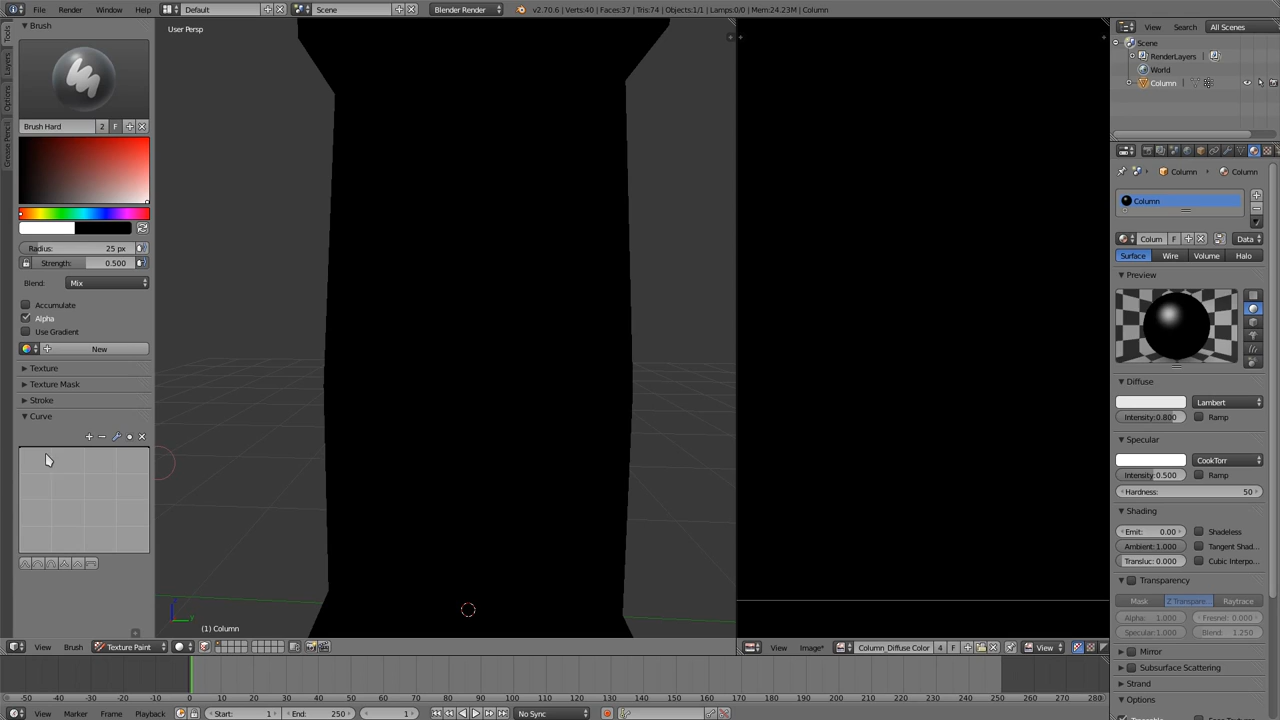 File Render Window Help Default Scene Blender Render v2.70.6 | Verts:40 | Faces:37 | Tris:74 | Objects:1/1 | Lamps:0/0 | Mem:24.23M | Column
Tools
Layers
Options
Grease Pencil
Brush
Brush Hard 2 F
Radius: 25 px
Strength: 0.500
Blend: Mix
Accumulate
Alpha
Use Gradient
New
Texture
Texture Mask
Stroke
Curve
User Persp
(1) Column
View Brush Texture Paint
View Image* Column_Diffuse Color 4 F View
-50 -40 -30 -20 -10 0 10 20 30 40 50 60 70 80 90 100 110 120 130 140 150 160 170 180 190 200 210 220 230 240 250 260 270 280
View Marker Frame Playback Start: 1 End: 250 1 No Sync
View Search All Scenes
Scene
RenderLayers
World
Column
Column Column
Column
Colum F Data
Surface Wire Volume Halo
Preview
Diffuse
Lambert
Intensity:0.800 Ramp
Specular
CookTorr
Intensity:0.500 Ramp
Hardness: 50
Shading
Emit: 0.00 Shadeless
Ambient: 1.000 Tangent Shad...
Transluc: 0.000 Cubic Interpo...
Transparency
Mask Z Transpare... Raytrace
Alpha: 1.000 Fresnel: 0.000
Specular:1.000 Blend: 1.250
Mirror
Subsurface Scattering
Strand
Options